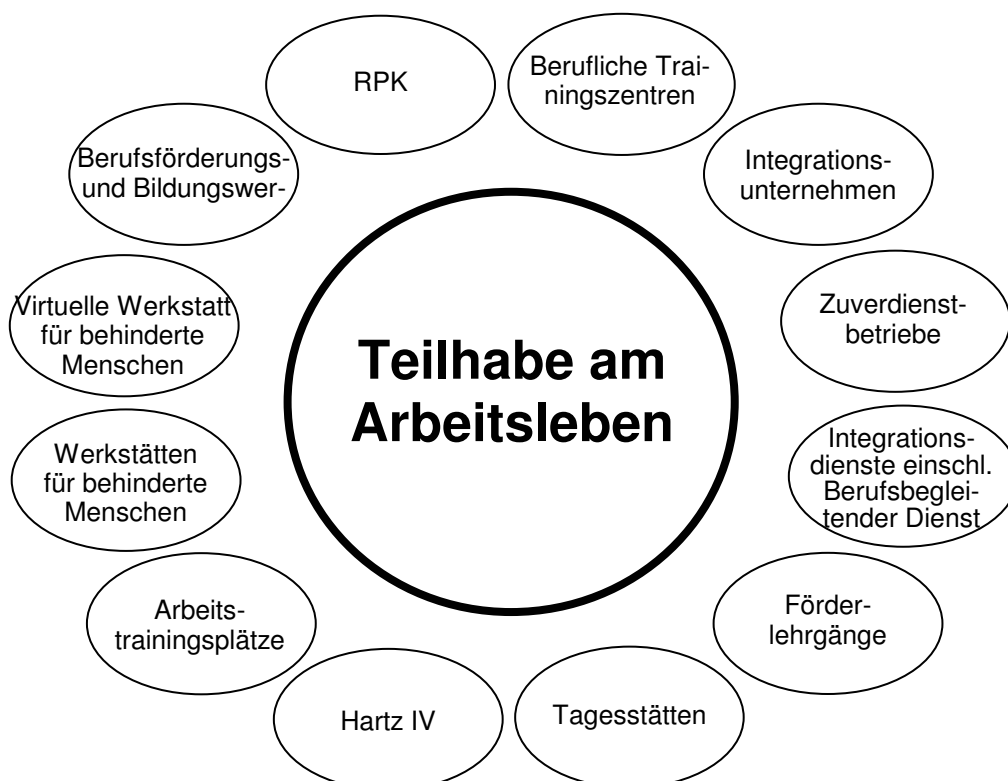 RPK
Berufliche Trai-
ningszentren
Berufsförderungs-
und Bildungswer-
Integrations-
unternehmen
Virtuelle Werkstatt
für behinderte
Menschen
Zuverdienst-
betriebe
Teilhabe am
Arbeitsleben
Werkstätten
für behinderte
Menschen
Integrations-
dienste einschl.
Berufsbeglei-
tender Dienst
Arbeits-
trainingsplätze
Förder-
lehrgänge
Hartz IV
Tagesstätten